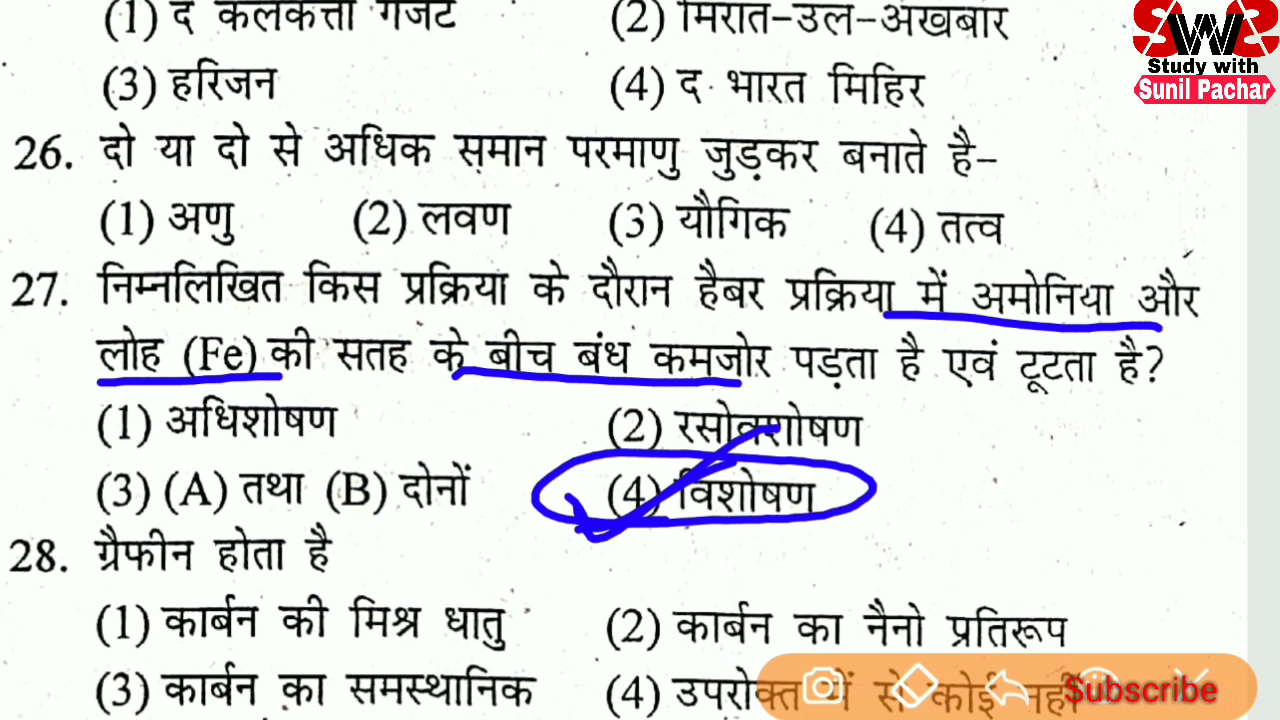 (1) द कलकत्ता गजट (2) मिरात-उल-अखबार
(3) हरिजन (4) द भारत मिहिर
26. दो या दो से अधिक समान परमाणु जुड़कर बनाते है-
(1) अणु (2) लवण (3) यौगिक (4) तत्व
27. निम्नलिखित किस प्रक्रिया के दौरान हैबर प्रक्रिया में अमोनिया और
लोह (Fe) की सतह के बीच बंध कमजोर पड़ता है एवं टूटता है?
(1) अधिशोषण (2) रसोवशोषण
(3) (A) तथा (B) दोनों (4) विशोषण
28. ग्रैफीन होता है
(1) कार्बन की मिश्र धातु (2) कार्बन का नैनो प्रतिरूप
(3) कार्बन का समस्थानिक (4) उपरोक्त में से कोई नहीं
SWS
Study with
Sunil Pachar
Subscribe